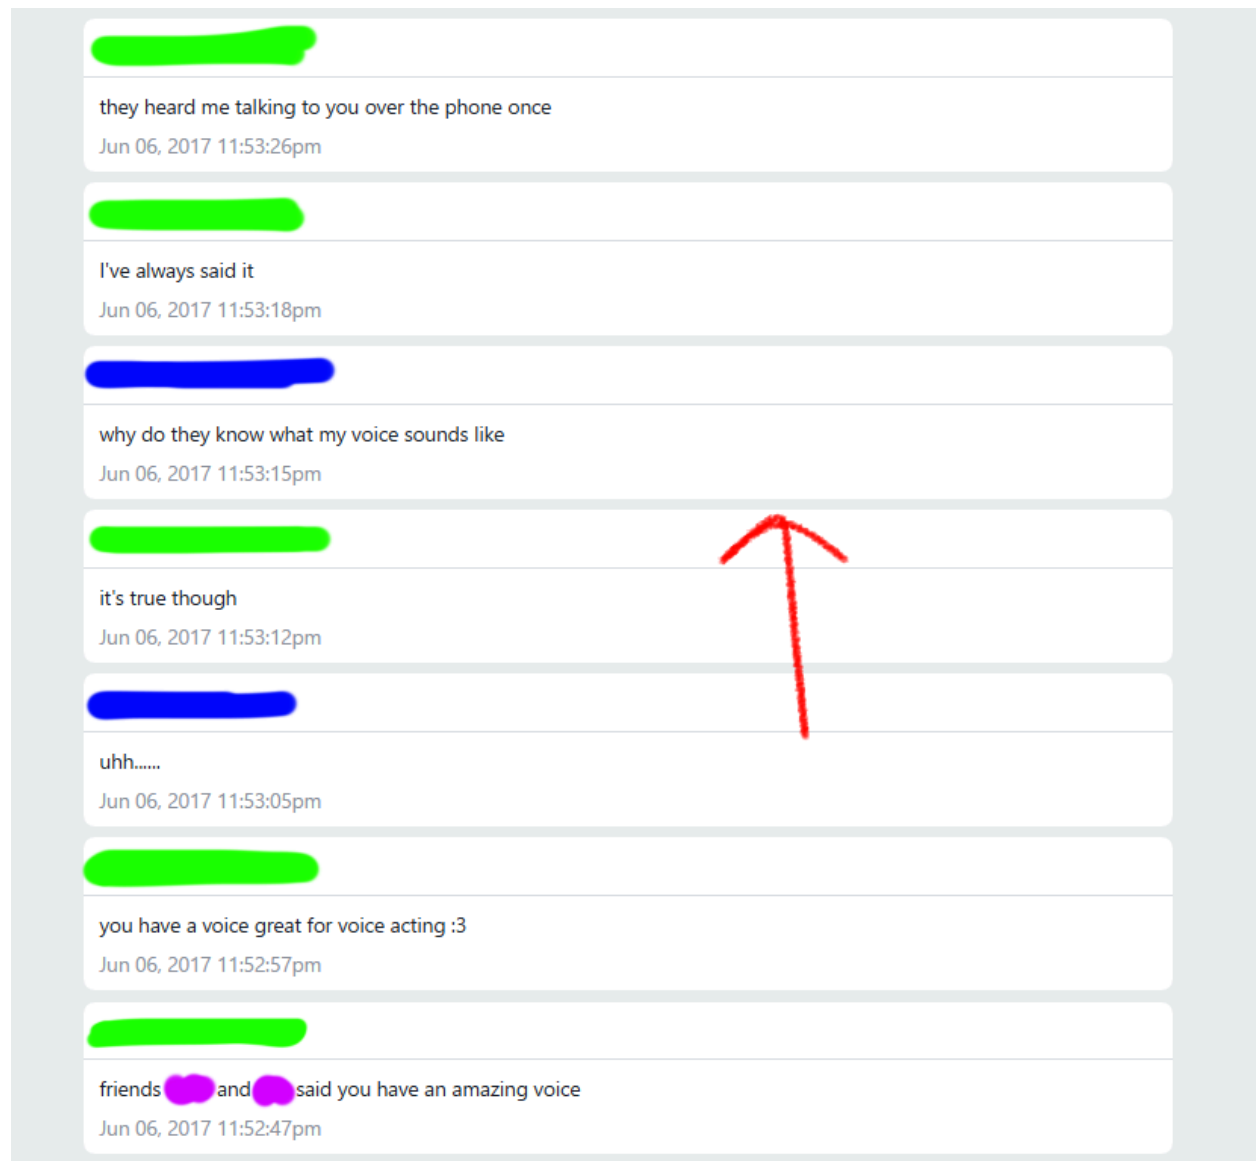 they heard me talking to you over the phone once
Jun 06, 2017 11:53:26pm
I've always said it
Jun 06, 2017 11:53:18pm
why do they know what my voice sounds like
Jun 06, 2017 11:53:15pm
it's true though
Jun 06, 2017 11:53:12pm
uhh......
Jun 06, 2017 11:53:05pm
you have a voice great for voice acting :3
Jun 06, 2017 11:52:57pm
friends and said you have an amazing voice
Jun 06, 2017 11:52:47pm